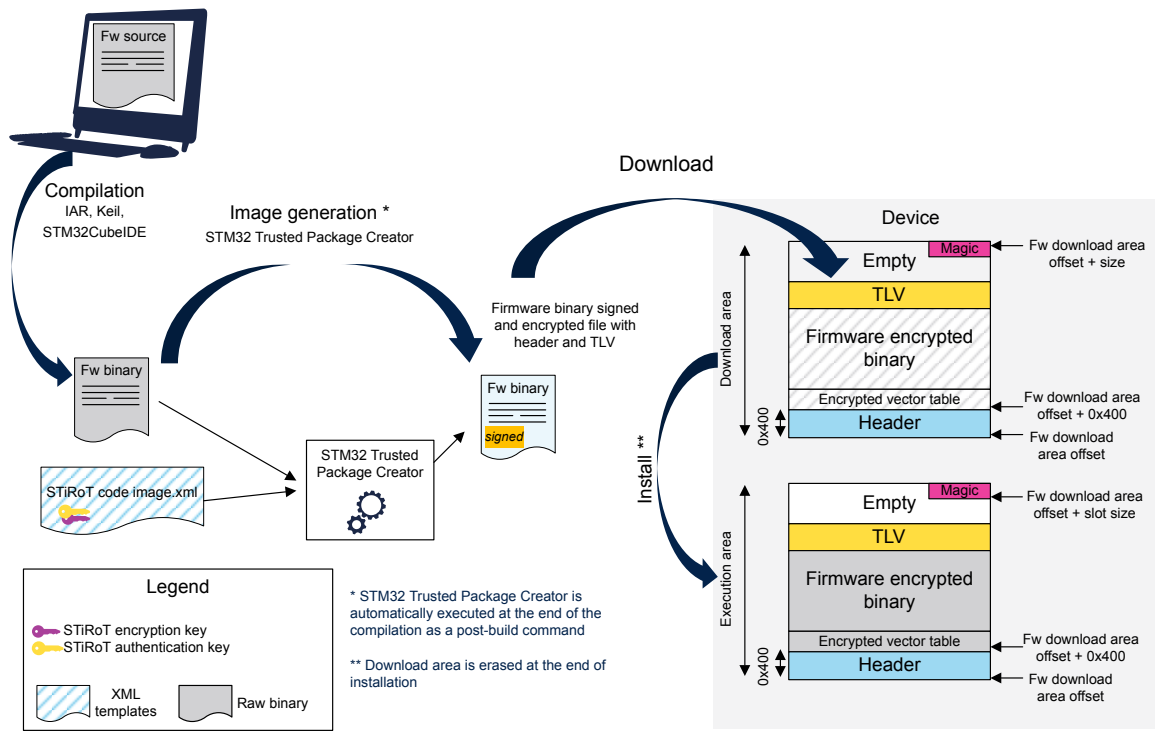 Fw source
Compilation
IAR, Keil,
STM32CubeIDE
Image generation *
STM32 Trusted Package Creator
Download
Fw binary
STiRoT code image.xml
STM32 Trusted
Package Creator
Firmware binary signed
and encrypted file with
header and TLV
Fw binary
signed
Install **
Device
Download area
0x400
Empty
Magic
TLV
Firmware encrypted
binary
Encrypted vector table
Header
Fw download area
offset + size
Fw download area
offset + 0x400
Fw download
area offset
Execution area
0x400
Empty
Magic
TLV
Firmware encrypted
binary
Encrypted vector table
Header
Fw download area
offset + slot size
Fw download area
offset + 0x400
Fw download
area offset
Legend
STiRoT encryption key
STiRoT authentication key
XML
templates
Raw binary
* STM32 Trusted Package Creator is
automatically executed at the end of the
compilation as a post-build command
** Download area is erased at the end of
installation